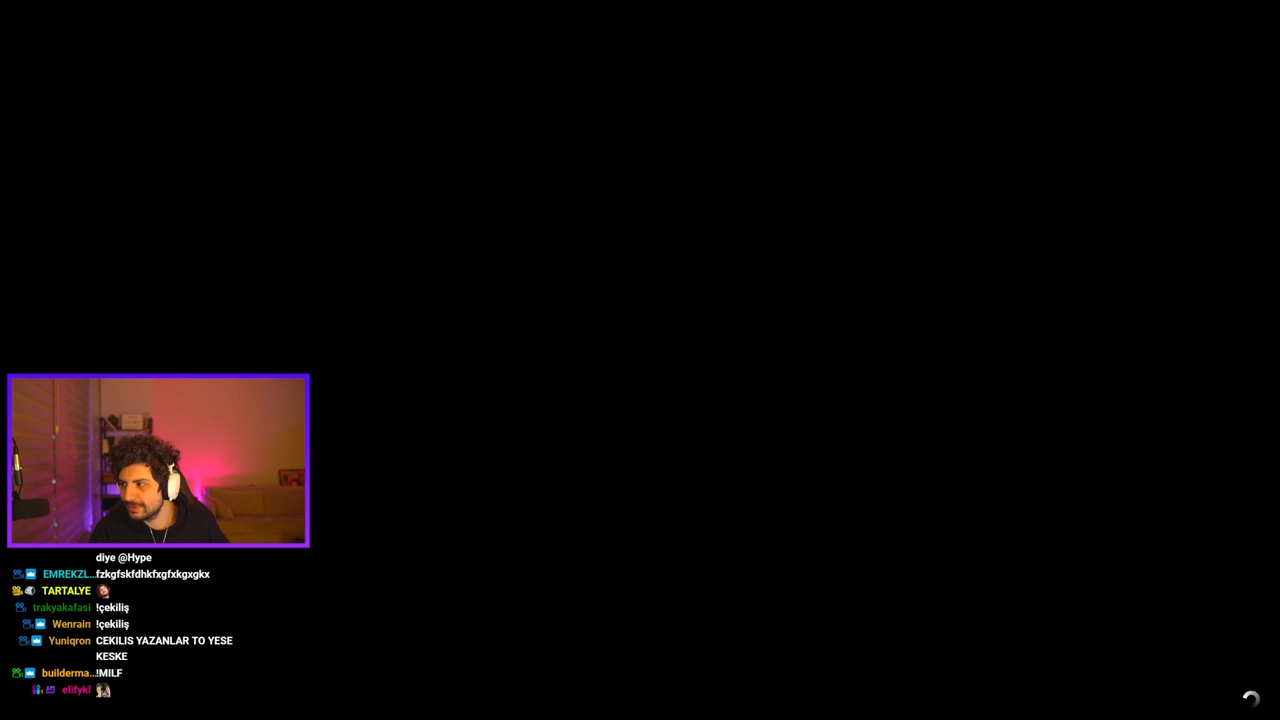 diye @Hype
EMREKZL... fzkgfskfdhkfxgfxkgxgkx
TARTALYE
trakyakafasi !çekiliş
Wenrain !çekiliş
Yuniqron CEKILIS YAZANLAR TO YESE
KESKE
builderma... !MILF
elifykl